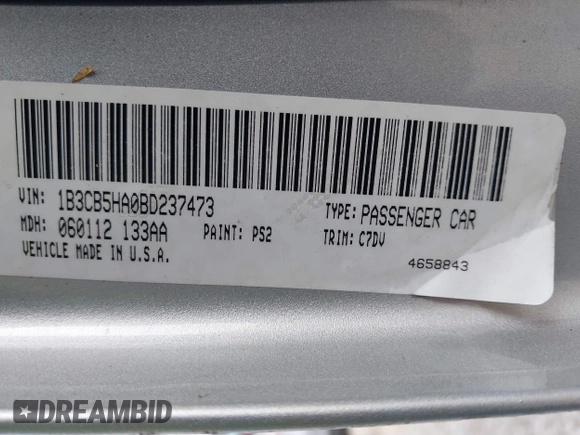 VIN: 1B3CB5HA0BD237473 TYPE: PASSENGER CAR
MDH: 060112 133AA PAINT: PS2 TRIM: C7DV
VEHICLE MADE IN U.S.A.
4658843
DREAMBID